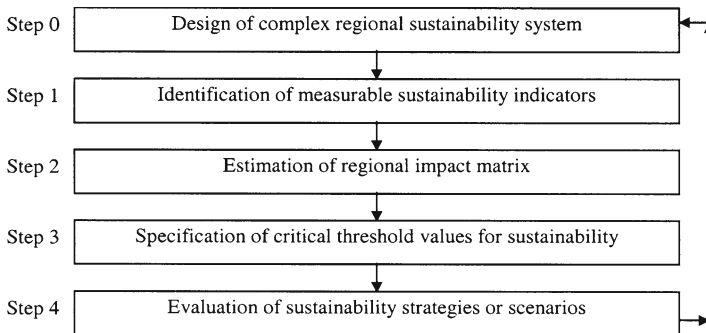 Step 0 Design of complex regional sustainability system
Step 1 Identification of measurable sustainability indicators
Step 2 Estimation of regional impact matrix
Step 3 Specification of critical threshold values for sustainability
Step 4 Evaluation of sustainability strategies or scenarios